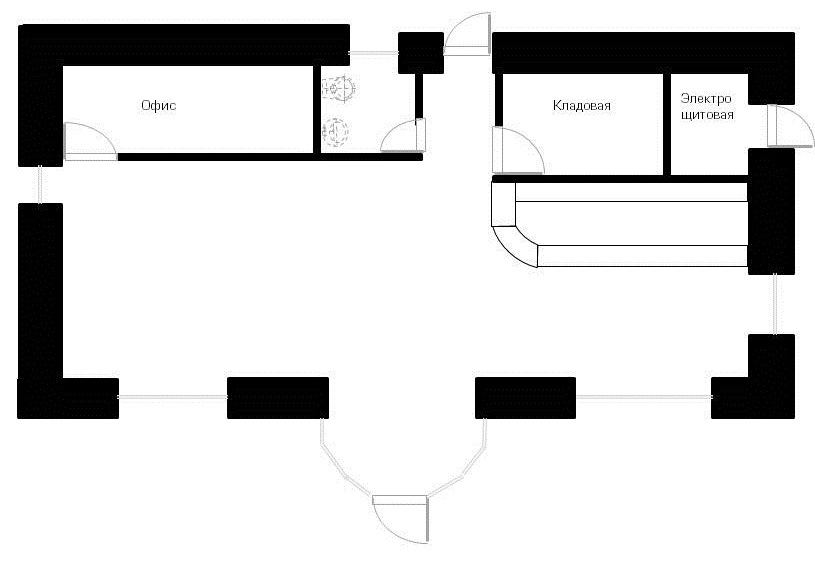 Офис
Кладовая
Электро
щитовая